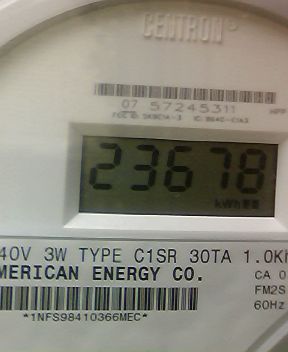 CENTRON®
07 57245311
23678
kWh
40V 3W TYPE C1SR 30TA 1.0Kh
MERICAN ENERGY CO.
CA 0
FM2S
60Hz
*1NFS98410366MEC*